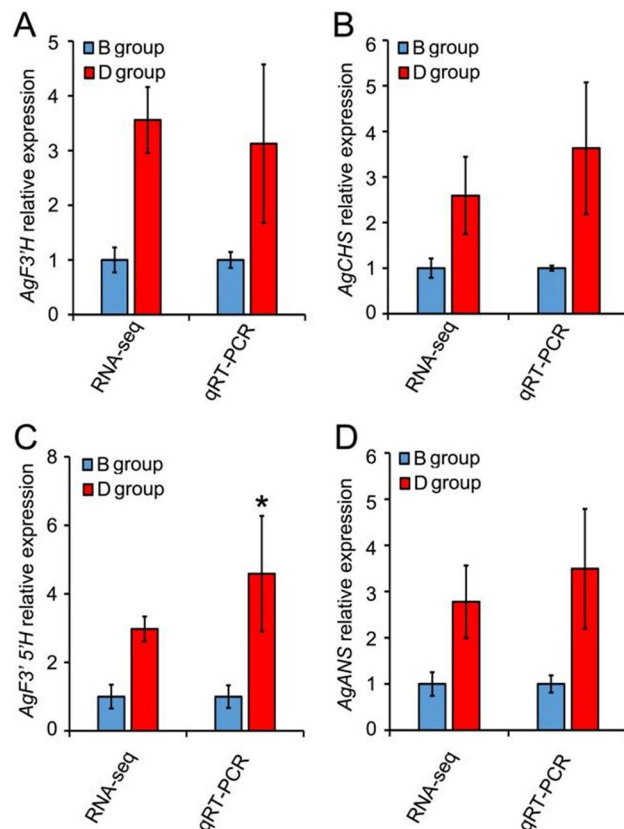 A
AgF3'H relative expression
5
4
3
2
1
0
B group
D group
RNA-seq
qRT-PCR
B
AgCHS relative expression
6
5
4
3
2
1
0
B group
D group
RNA-seq
qRT-PCR
C
AgF3' 5'H relative expression
8
6
4
2
0
B group
D group
*
RNA-seq
qRT-PCR
D
AgANS relative expression
6
5
4
3
2
1
0
B group
D group
RNA-seq
qRT-PCR